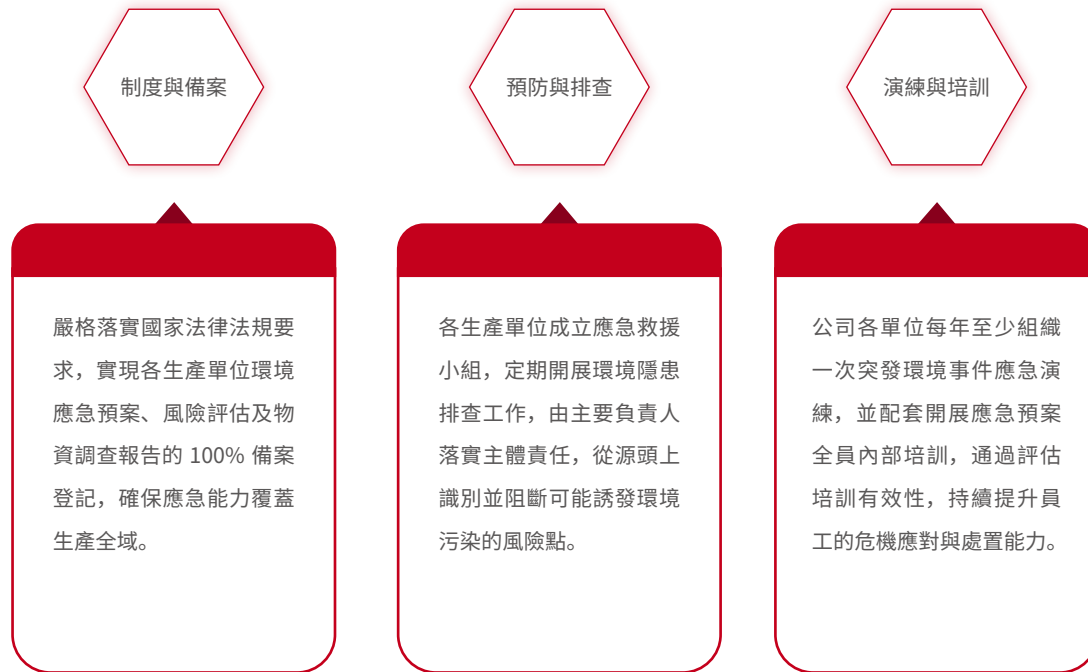 制度與備案
嚴格落實國家法律法規要
求，實現各生產單位環境
應急預案、風險評估及物
資調查報告的 100% 備案
登記，確保應急能力覆蓋
生產全域。
預防與排查
各生產單位成立應急救援
小組，定期開展環境隱患
排查工作，由主要負責人
落實主體責任，從源頭上
識別並阻斷可能誘發環境
污染的風險點。
演練與培訓
公司各單位每年至少組織
一次突發環境事件應急演
練，並配套開展應急預案
全員內部培訓，通過評估
培訓有效性，持續提升員
工的危機應對與處置能力。